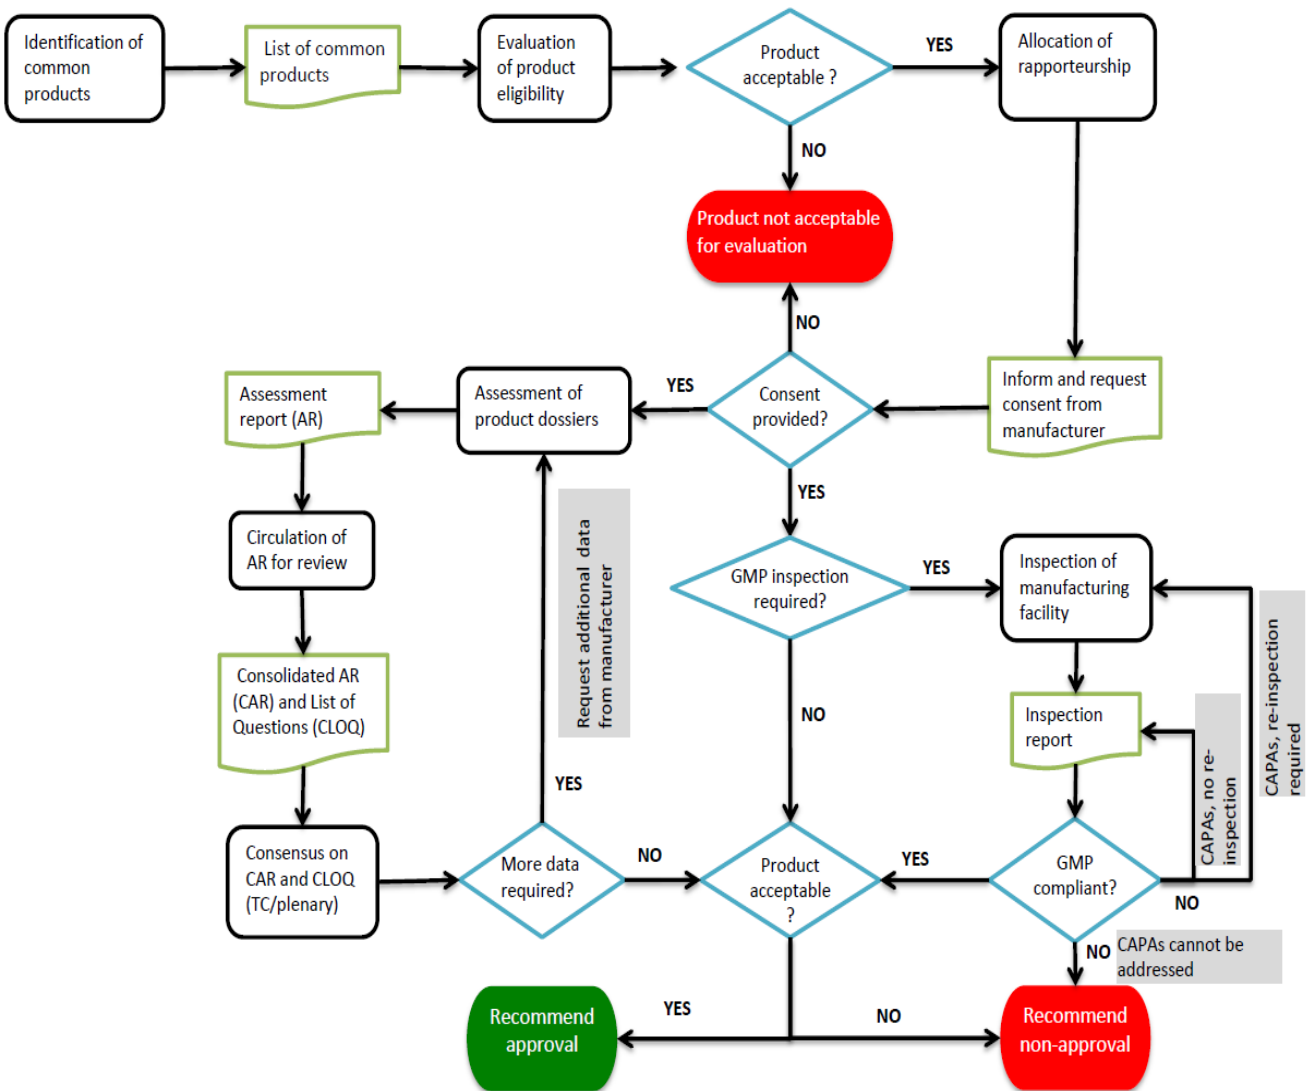 Identification of
common
products
List of common
products
Evaluation
of product
eligibility
Product
acceptable ?
YES
Allocation of
rapporteurship
NO
Product not acceptable
for evaluation
NO
Assessment
report (AR)
Assessment of
product dossiers
YES
Consent
provided?
Inform and request
consent from
manufacturer
YES
Circulation of
AR for review
Request additional data
from manufacturer
GMP inspection
required?
YES
Inspection of
manufacturing
facility
CAPAs, re-inspection
required
Consolidated AR
(CAR) and List of
Questions (CLOQ)
NO
Inspection
report
CAPAs, no re-
inspection
YES
Consensus on
CAR and CLOQ
(TC/plenary)
More data
required?
NO
Product
acceptable
?
YES
GMP
compliant?
NO
NO
CAPAs cannot be
addressed
Recommend
approval
YES
NO
Recommend
non-approval